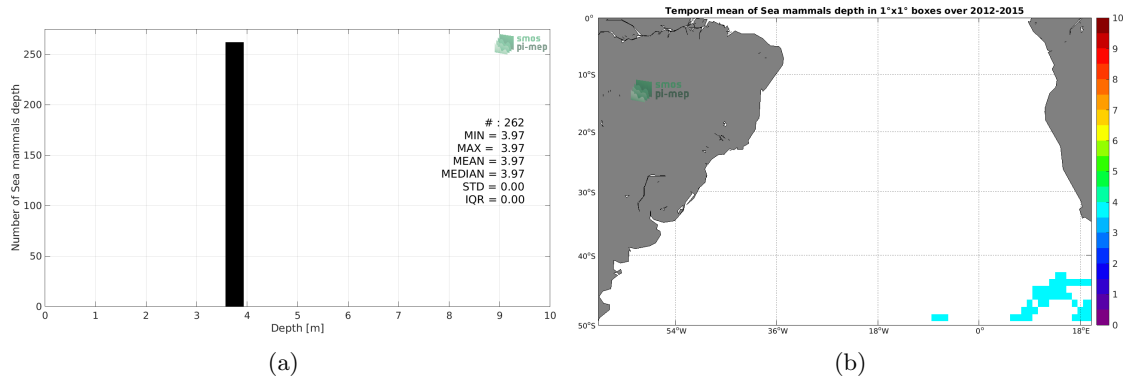 250
200
150
100
50
0
Number of Sea mammals depth
smos
pi-mep
# : 262
MIN = 3.97
MAX = 3.97
MEAN = 3.97
MEDIAN = 3.97
STD = 0.00
IQR = 0.00
0 1 2 3 4 5 6 7 8 9 10
Depth [m]
(a)
Temporal mean of Sea mammals depth in 1°x1° boxes over 2012-2015
0°
10°S
20°S
30°S
40°S
50°S
smos
pi-mep
54°W 36°W 18°W 0° 18°E
10
9
8
7
6
5
4
3
2
1
0
(b)